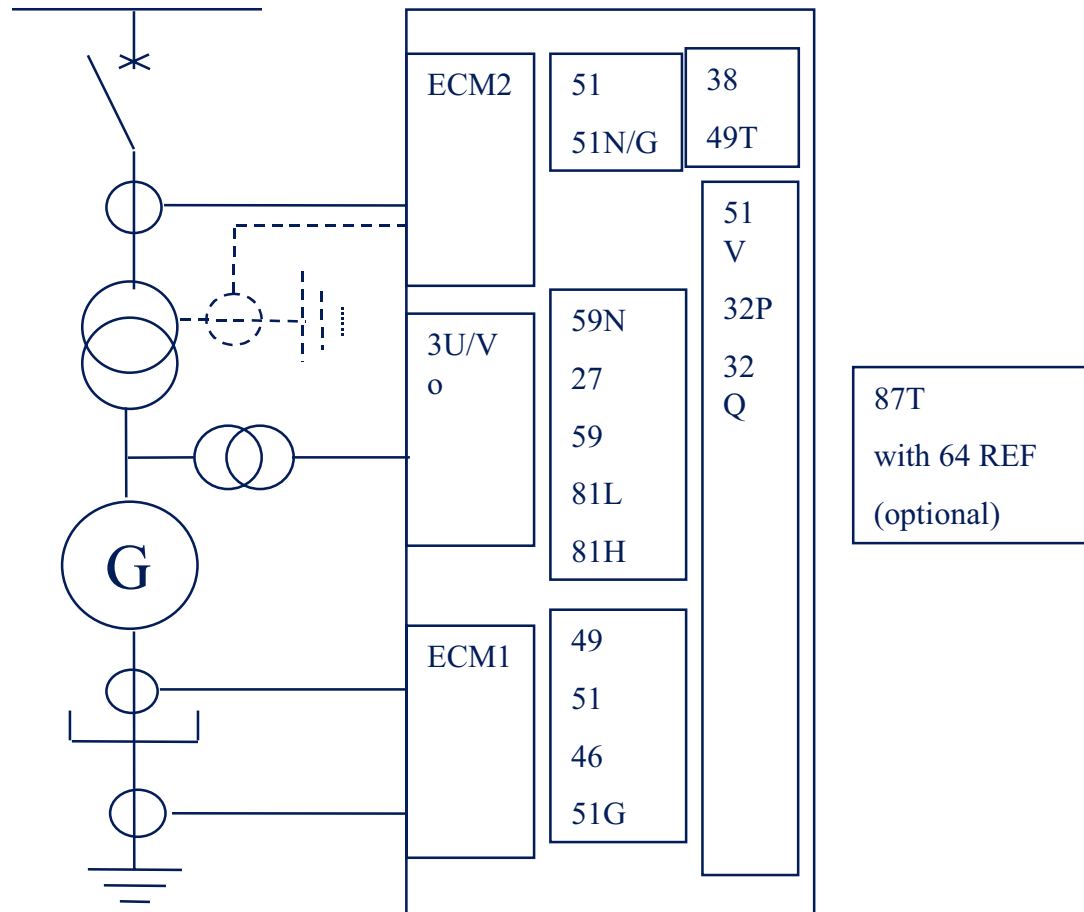 ECM2
51
51N/G
38
49T
51
V
32P
32
Q
3U/V
o
59N
27
59
81L
81H
87T
with 64 REF
(optional)
G
ECM1
49
51
46
51G